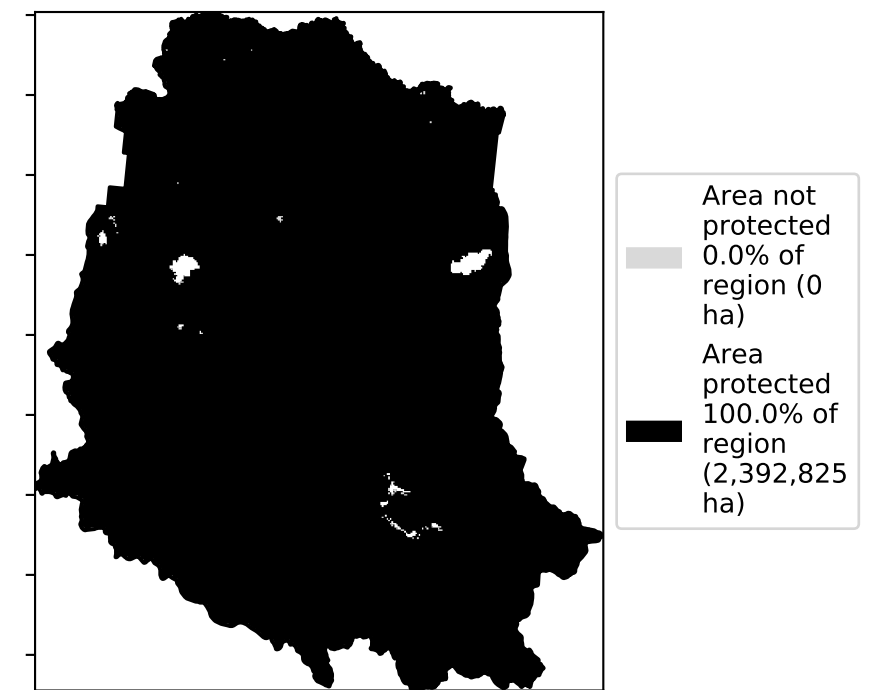 Area not
protected
0.0% of
region (0
ha)
Area
protected
100.0% of
region
(2,392,825
ha)